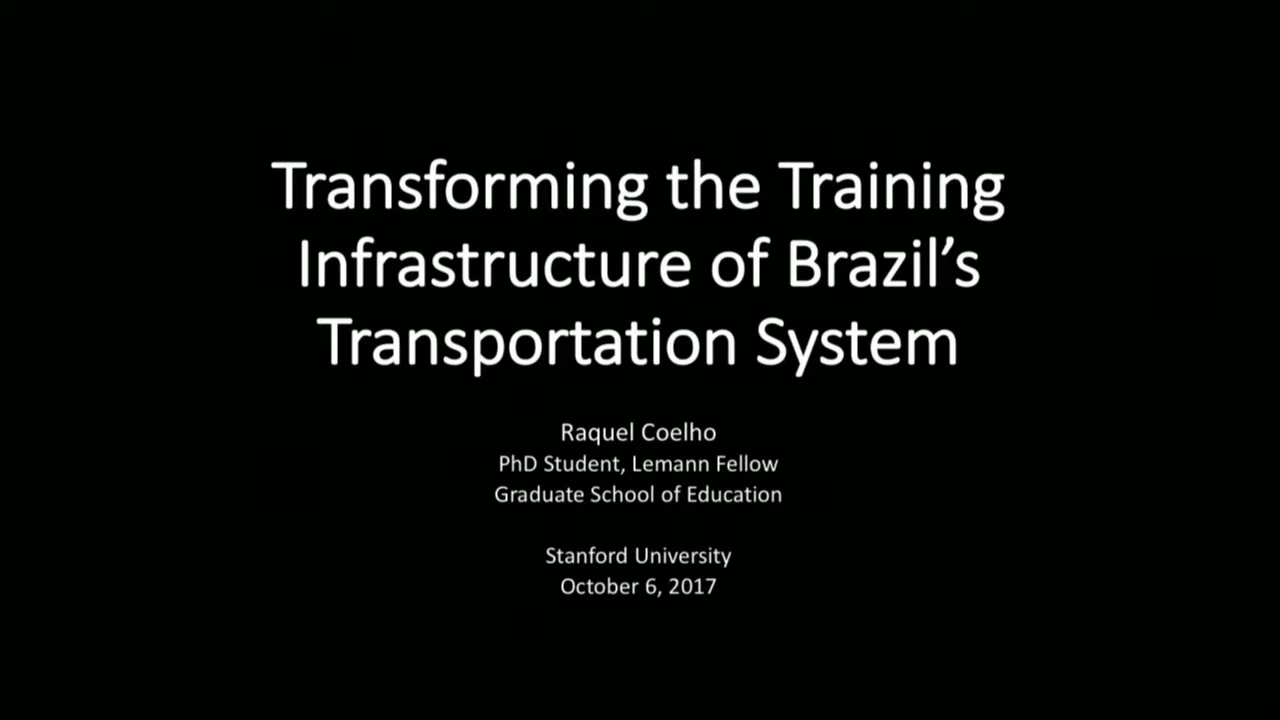 Transforming the Training
Infrastructure of Brazil’s
Transportation System
Raquel Coelho
PhD Student, Lemann Fellow
Graduate School of Education
Stanford University
October 6, 2017